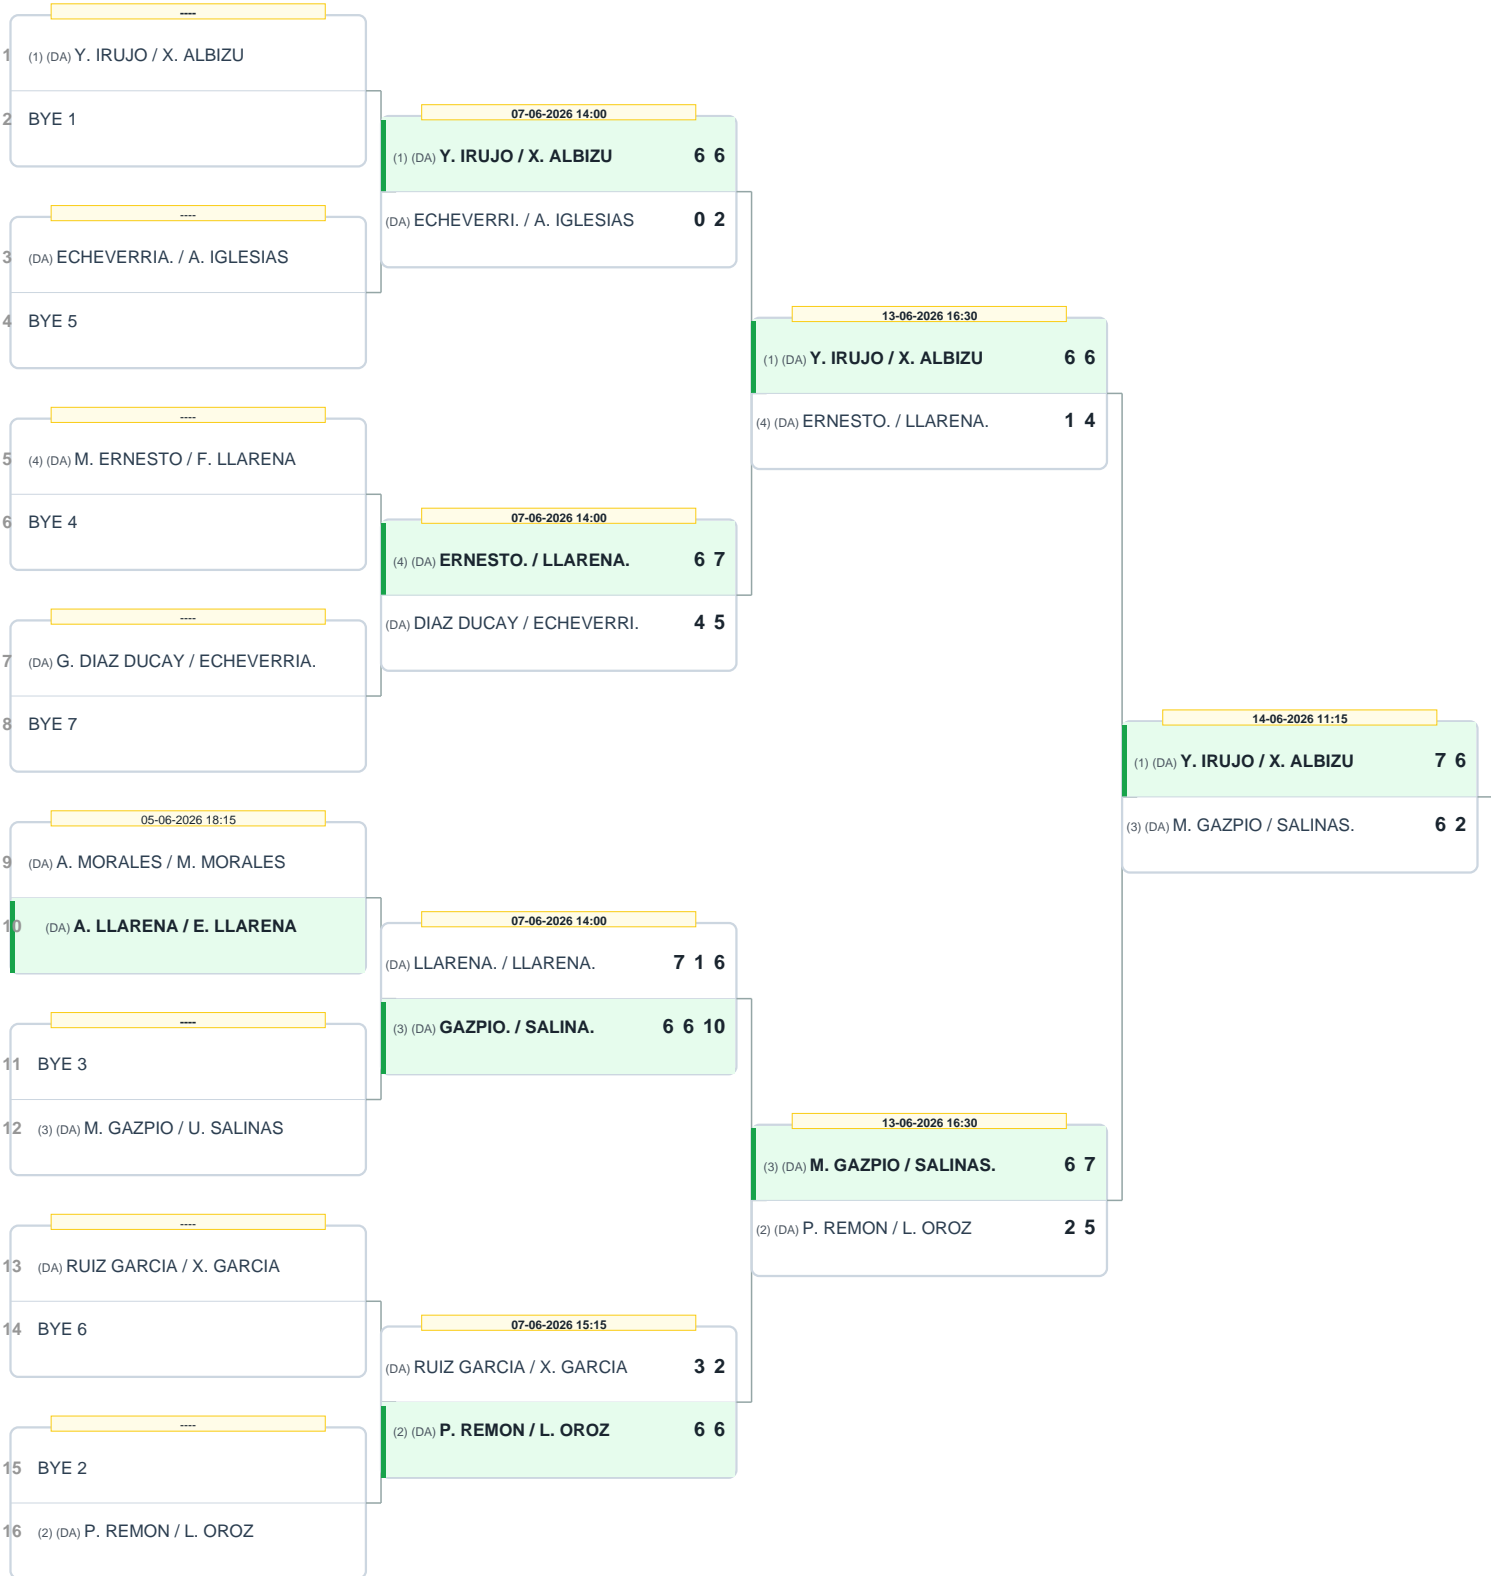 ----
1 (1) (DA) Y. IRUJO / X. ALBIZU
2 BYE 1
----
3 (DA) ECHEVERRIA. / A. IGLESIAS
4 BYE 5
----
5 (4) (DA) M. ERNESTO / F. LLARENA
6 BYE 4
----
7 (DA) G. DIAZ DUCAY / ECHEVERRIA.
8 BYE 7
05-06-2026 18:15
9 (DA) A. MORALES / M. MORALES
10 (DA) A. LLARENA / E. LLARENA
----
11 BYE 3
12 (3) (DA) M. GAZPIO / U. SALINAS
----
13 (DA) RUIZ GARCIA / X. GARCIA
14 BYE 6
----
15 BYE 2
16 (2) (DA) P. REMON / L. OROZ
07-06-2026 14:00
(1) (DA) Y. IRUJO / X. ALBIZU 6 6
(DA) ECHEVERRI. / A. IGLESIAS 0 2
07-06-2026 14:00
(4) (DA) ERNESTO. / LLARENA. 6 7
(DA) DIAZ DUCAY / ECHEVERRI. 4 5
07-06-2026 14:00
(DA) LLARENA. / LLARENA. 7 1 6
(3) (DA) GAZPIO. / SALINA. 6 6 10
07-06-2026 15:15
(DA) RUIZ GARCIA / X. GARCIA 3 2
(2) (DA) P. REMON / L. OROZ 6 6
13-06-2026 16:30
(1) (DA) Y. IRUJO / X. ALBIZU 6 6
(4) (DA) ERNESTO. / LLARENA. 1 4
13-06-2026 16:30
(3) (DA) M. GAZPIO / SALINAS. 6 7
(2) (DA) P. REMON / L. OROZ 2 5
14-06-2026 11:15
(1) (DA) Y. IRUJO / X. ALBIZU 7 6
(3) (DA) M. GAZPIO / SALINAS. 6 2